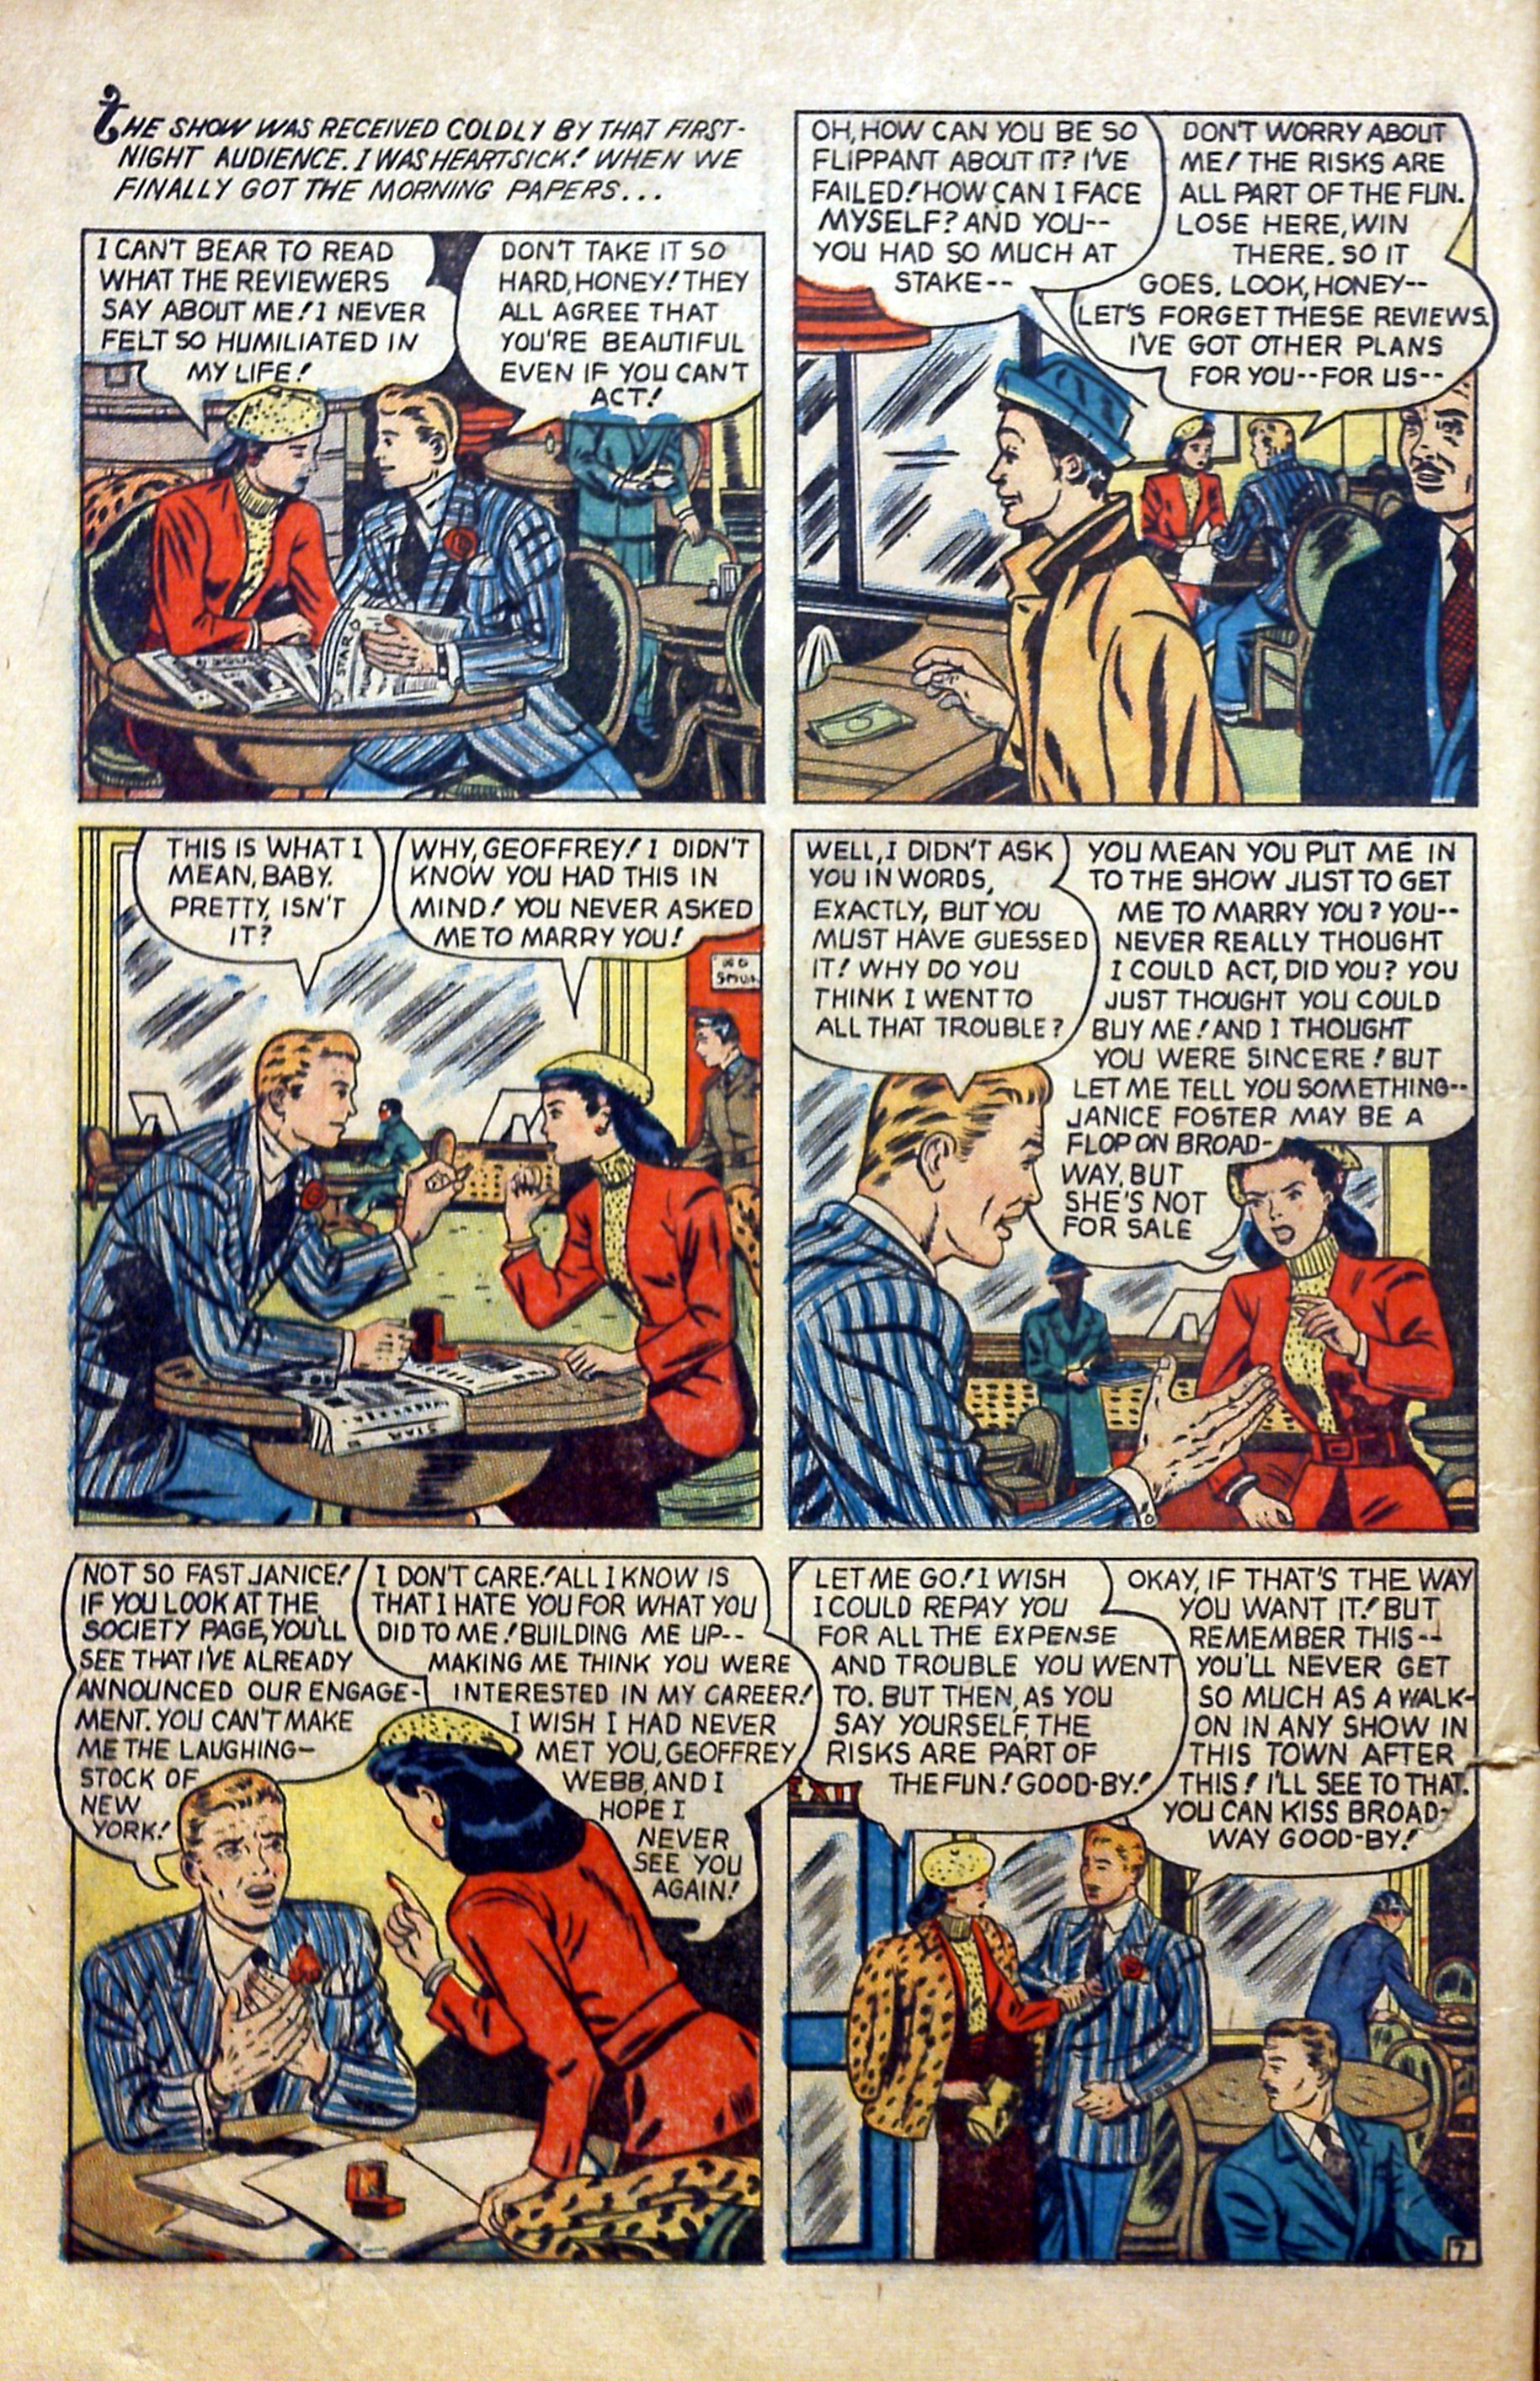 THE SHOW WAS RECEIVED COLDLY BY THAT FIRST-
NIGHT AUDIENCE. I WAS HEARTSICK! WHEN WE
FINALLY GOT THE MORNING PAPERS...
I CAN'T BEAR TO READ
WHAT THE REVIEWERS
SAY ABOUT ME! I NEVER
FELT SO HUMILIATED IN
MY LIFE!
DON'T TAKE IT SO
HARD, HONEY! THEY
ALL AGREE THAT
YOU'RE BEAUTIFUL
EVEN IF YOU CAN'T
ACT!
STAR
OH, HOW CAN YOU BE SO
FLIPPANT ABOUT IT? I'VE
FAILED! HOW CAN I FACE
MYSELF? AND YOU--
YOU HAD SO MUCH AT
STAKE--
DON'T WORRY ABOUT
ME! THE RISKS ARE
ALL PART OF THE FUN.
LOSE HERE, WIN
THERE. SO IT
GOES. LOOK, HONEY--
LET'S FORGET THESE REVIEWS.
I'VE GOT OTHER PLANS
FOR YOU--FOR US--
THIS IS WHAT I
MEAN, BABY.
PRETTY, ISN'T
IT?
WHY, GEOFFREY! I DIDN'T
KNOW YOU HAD THIS IN
MIND! YOU NEVER ASKED
ME TO MARRY YOU!
NO
SMOK
STAR
WELL, I DIDN'T ASK
YOU IN WORDS,
EXACTLY, BUT YOU
MUST HAVE GUESSED
IT! WHY DO YOU
THINK I WENT TO
ALL THAT TROUBLE?
YOU MEAN YOU PUT ME IN
TO THE SHOW JUST TO GET
ME TO MARRY YOU? YOU--
NEVER REALLY THOUGHT
I COULD ACT, DID YOU? YOU
JUST THOUGHT YOU COULD
BUY ME! AND I THOUGHT
YOU WERE SINCERE! BUT
LET ME TELL YOU SOMETHING--
JANICE FOSTER MAY BE A
FLOP ON BROAD-
WAY, BUT
SHE'S NOT
FOR SALE
NOT SO FAST, JANICE!
IF YOU LOOK AT THE
SOCIETY PAGE, YOU'LL
SEE THAT I'VE ALREADY
ANNOUNCED OUR ENGAGE-
MENT. YOU CAN'T MAKE
ME THE LAUGHING-
STOCK OF
NEW
YORK!
I DON'T CARE! ALL I KNOW IS
THAT I HATE YOU FOR WHAT YOU
DID TO ME! BUILDING ME UP--
MAKING ME THINK YOU WERE
INTERESTED IN MY CAREER!
I WISH I HAD NEVER
MET YOU, GEOFFREY
WEBB, AND I
HOPE I
NEVER
SEE YOU
AGAIN!
LET ME GO! I WISH
I COULD REPAY YOU
FOR ALL THE EXPENSE
AND TROUBLE YOU WENT
TO. BUT THEN, AS YOU
SAY YOURSELF, THE
RISKS ARE PART OF
THE FUN! GOOD-BY!
OKAY, IF THAT'S THE WAY
YOU WANT IT! BUT
REMEMBER THIS--
YOU'LL NEVER GET
SO MUCH AS A WALK-
ON IN ANY SHOW IN
THIS TOWN AFTER
THIS! I'LL SEE TO THAT.
YOU CAN KISS BROAD-
WAY GOOD-BY!
EXIT
7